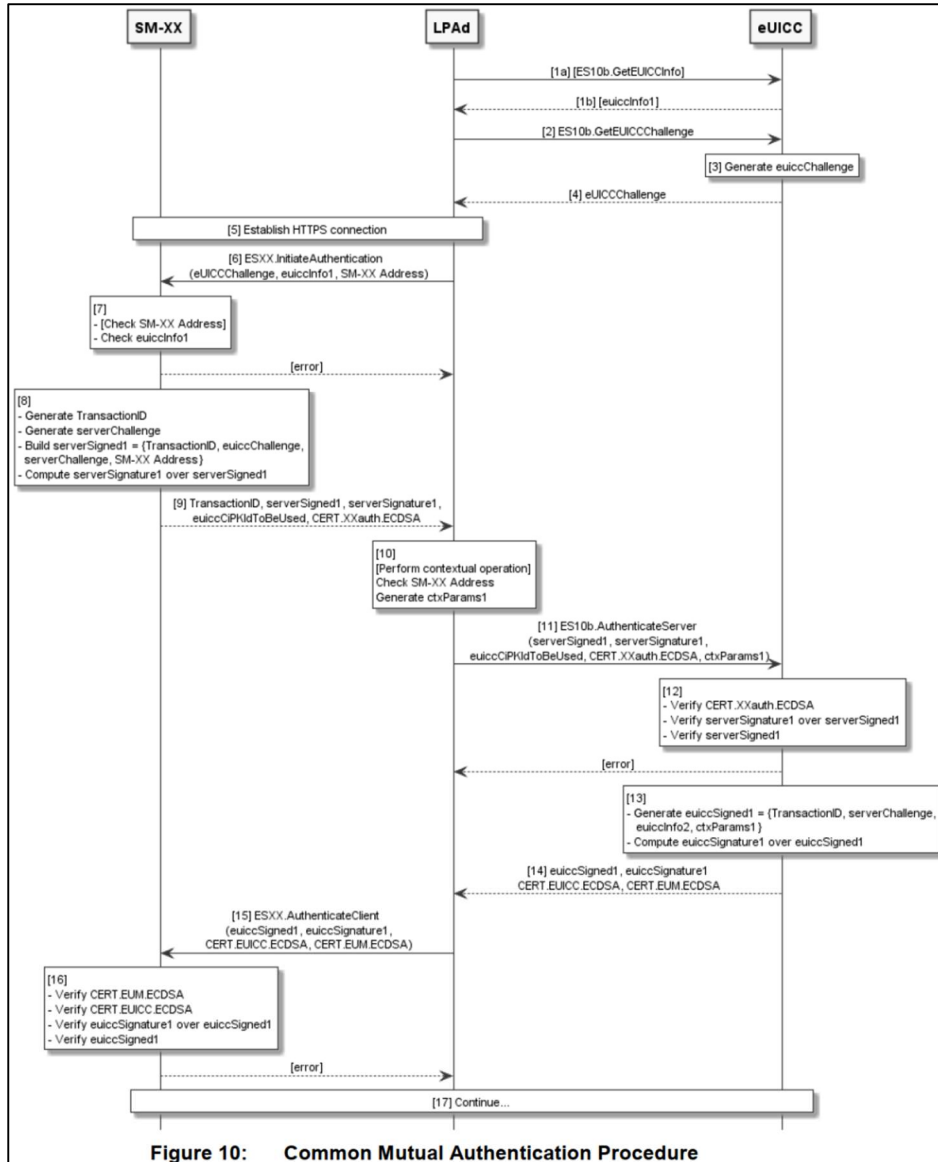 SM-XX
LPAd
eUICC
[1a] [ES10b.GetEUICCInfo]
[1b] [euiccInfo1]
[2] ES10b.GetEUICCChallenge
[3] Generate euiccChallenge
[4] eUICCChallenge
[5] Establish HTTPS connection
[6] ESXX.InitiateAuthentication
(eUICCChallenge, euiccInfo1, SM-XX Address)
[7]
- [Check SM-XX Address]
- Check euiccInfo1
[error]
[8]
- Generate TransactionID
- Generate serverChallenge
- Build serverSigned1 = {TransactionID, euiccChallenge,
serverChallenge, SM-XX Address}
- Compute serverSignature1 over serverSigned1
[9] TransactionID, serverSigned1, serverSignature1,
euiccCiPKIdToBeUsed, CERT.XXauth.ECDSA
[10]
[Perform contextual operation]
Check SM-XX Address
Generate ctxParams1
[11] ES10b.AuthenticateServer
(serverSigned1, serverSignature1,
euiccCiPKIdToBeUsed, CERT.XXauth.ECDSA, ctxParams1)
[12]
- Verify CERT.XXauth.ECDSA
- Verify serverSignature1 over serverSigned1
- Verify serverSigned1
[error]
[13]
- Generate euiccSigned1 = {TransactionID, serverChallenge,
euiccInfo2, ctxParams1 }
- Compute euiccSignature1 over euiccSigned1
[14] euiccSigned1, euiccSignature1
CERT.EUICC.ECDSA, CERT.EUM.ECDSA
[15] ESXX.AuthenticateClient
(euiccSigned1, euiccSignature1,
CERT.EUICC.ECDSA, CERT.EUM.ECDSA)
[16]
- Verify CERT.EUM.ECDSA
- Verify CERT.EUICC.ECDSA
- Verify euiccSignature1 over euiccSigned1
- Verify euiccSigned1
[error]
[17] Continue...
Figure 10: Common Mutual Authentication Procedure